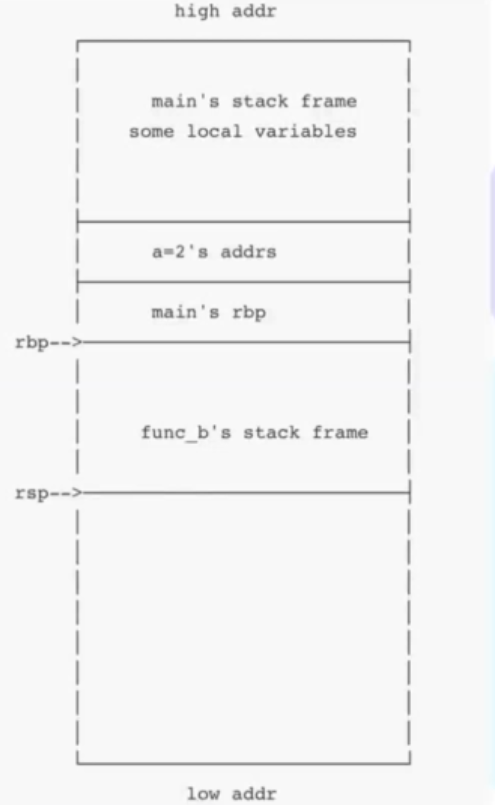 high addr
main's stack frame
some local variables
a=2's addrs
main's rbp
rbp-->
func_b's stack frame
rsp-->
low addr